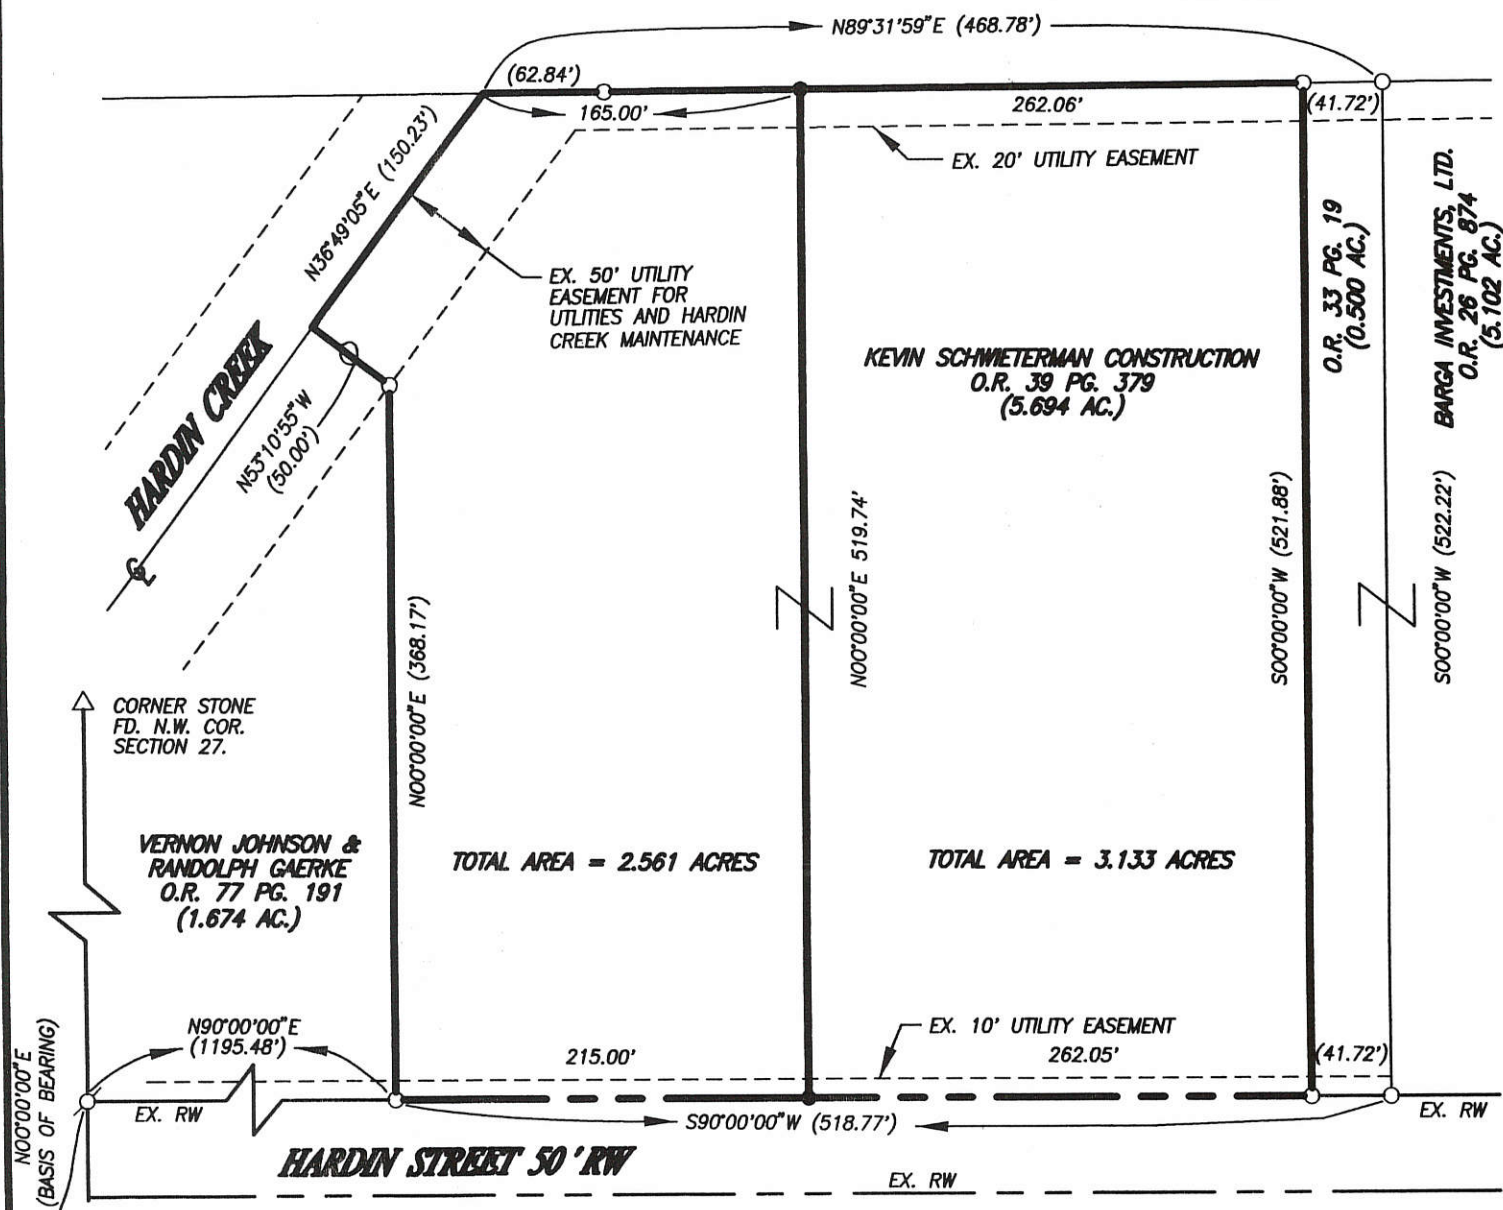 N89°31'59"E (468.78')
(62.84')
165.00'
262.06'
(41.72')
EX. 20' UTILITY EASEMENT
N36°49'05"E (150.23')
EX. 50' UTILITY
EASEMENT FOR
UTLITIES AND HARDIN
CREEK MAINTENANCE
HARDIN CREEK
N53°10'55"W
(50.00')
KEVIN SCHWIETERMAN CONSTRUCTION
O.R. 39 PG. 379
(5.694 AC.)
O.R. 33 PG. 19
(0.500 AC.)
BARGA INVESTMENTS, LTD.
O.R. 26 PG. 874
(5.102 AC.)
N00°00'00"E (368.17')
N00°00'00"E 519.74'
S00°00'00"W (521.88')
S00°00'00"W (522.22')
CORNER STONE
FD. N.W. COR.
SECTION 27.
VERNON JOHNSON &
RANDOLPH GAERKE
O.R. 77 PG. 191
(1.674 AC.)
TOTAL AREA = 2.561 ACRES
TOTAL AREA = 3.133 ACRES
N00°00'00"E
(BASIS OF BEARING)
N90°00'00"E
(1195.48')
EX. 10' UTILITY EASEMENT
215.00'
262.05'
(41.72')
EX. RW
S90°00'00"W (518.77')
EX. RW
HARDIN STREET 50' RW
EX. RW